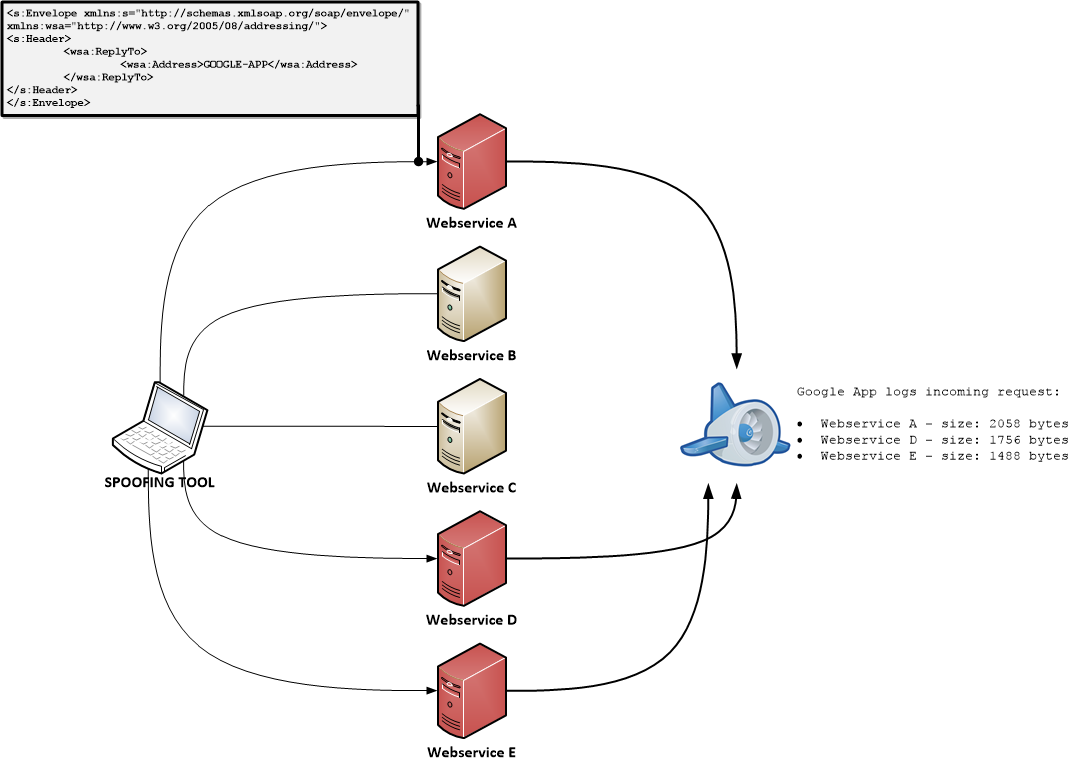 <s:Envelope xmlns:s="http://schemas.xmlsoap.org/soap/envelope/"
xmlns:wsa="http://www.w3.org/2005/08/addressing/">
<s:Header>
<wsa:ReplyTo>
<wsa:Address>GOOGLE-APP</wsa:Address>
</wsa:ReplyTo>
</s:Header>
</s:Envelope>
Webservice A
Webservice B
Webservice C
Webservice D
Webservice E
SPOOFING TOOL
Google App logs incoming request:
• Webservice A – size: 2058 bytes
• Webservice D – size: 1756 bytes
• Webservice E – size: 1488 bytes